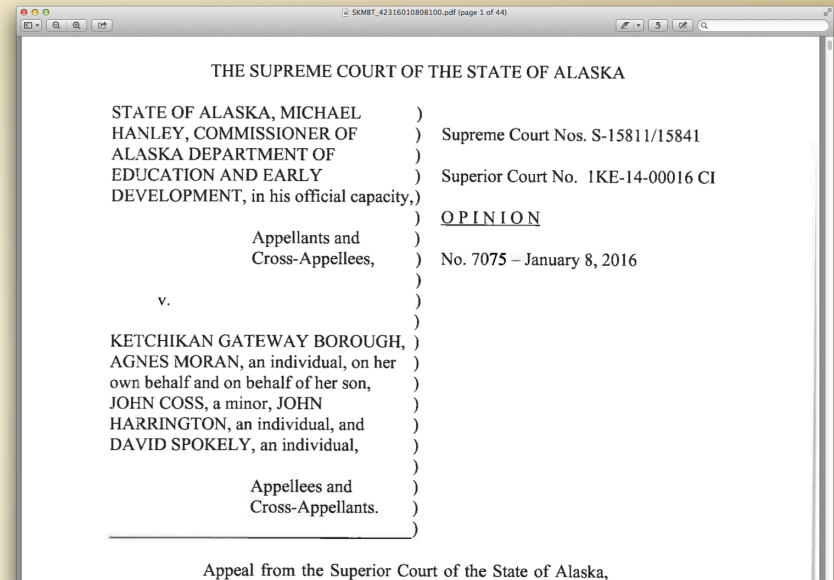 SKMBT_42316010808100.pdf (page 1 of 44)
THE SUPREME COURT OF THE STATE OF ALASKA
STATE OF ALASKA, MICHAEL )
HANLEY, COMMISSIONER OF ) Supreme Court Nos. S-15811/15841
ALASKA DEPARTMENT OF )
EDUCATION AND EARLY ) Superior Court No. 1KE-14-00016 CI
DEVELOPMENT, in his official capacity,)
) O P I N I O N
Appellants and )
Cross-Appellees, ) No. 7075 – January 8, 2016
)
v. )
)
KETCHIKAN GATEWAY BOROUGH, )
AGNES MORAN, an individual, on her )
own behalf and on behalf of her son, )
JOHN COSS, a minor, JOHN )
HARRINGTON, an individual, and )
DAVID SPOKELY, an individual, )
)
Appellees and )
Cross-Appellants. )
)
Appeal from the Superior Court of the State of Alaska,